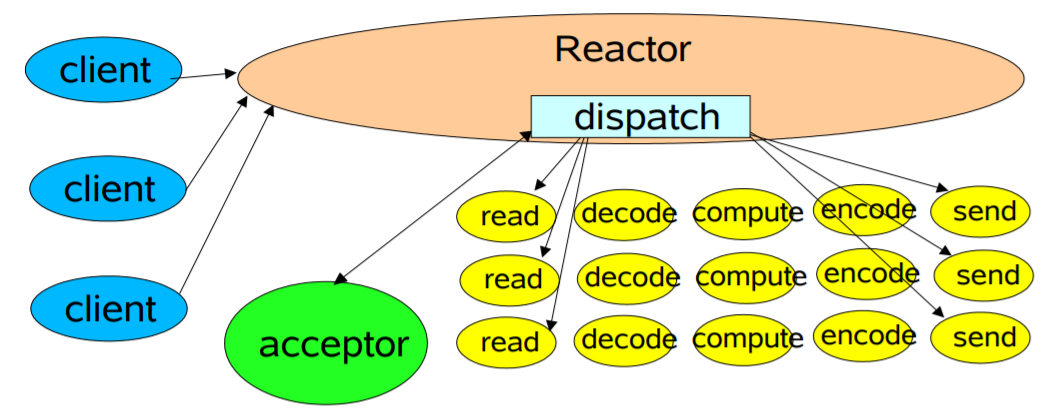 Reactor
client
dispatch
client
client
acceptor
read decode compute encode send
read decode compute encode send
read decode compute encode send